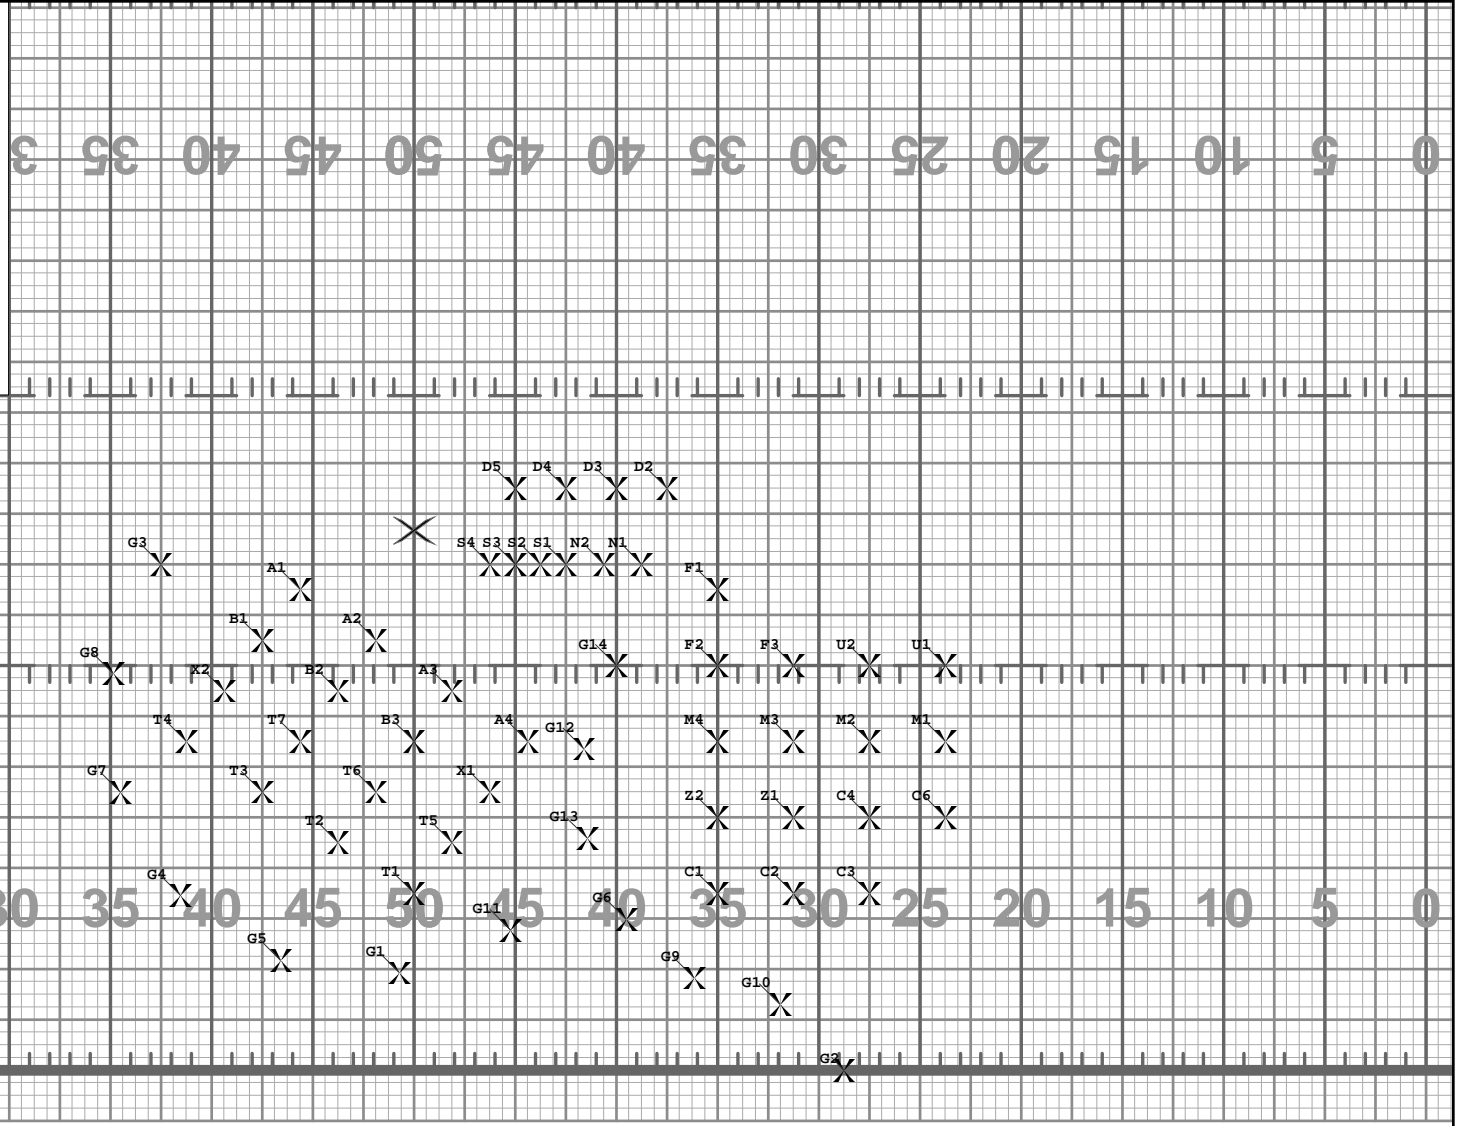 3 35 40 45 50 45 40 35 30 25 20 15 10 5 0
D5 D4 D3 D2
G3 S4 S3 S2 S1 N2 N1
A1 F1
B1 A2
G8 G14 F2 F3 U2 U1
X2 B2 A3
T4 T7 B3 A4 G12 M4 M3 M2 M1
G7 T3 T6 X1
Z2 Z1 C4 C6
T2 T5 G13
G4 T1 C1 C2 C3
G6
30 35 40 45 50 G11 45 40 35 30 25 20 15 10 5 0
G5 G1 G9
G10
G2